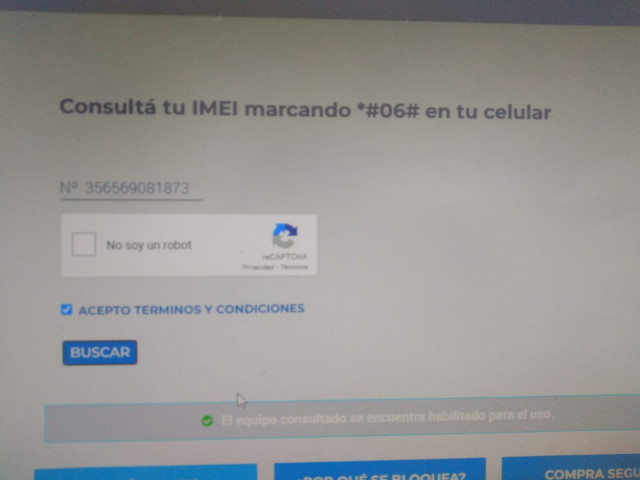 Consultá tu IMEI marcando *#06# en tu celular
Nº 356569081873
No soy un robot
reCAPTCHA
Privacidad - Términos
ACEPTO TERMINOS Y CONDICIONES
BUSCAR
El equipo consultado se encuentra habilitado para el uso.
¿POR QUÉ SE BLOQUEA?
COMPRA SEGU